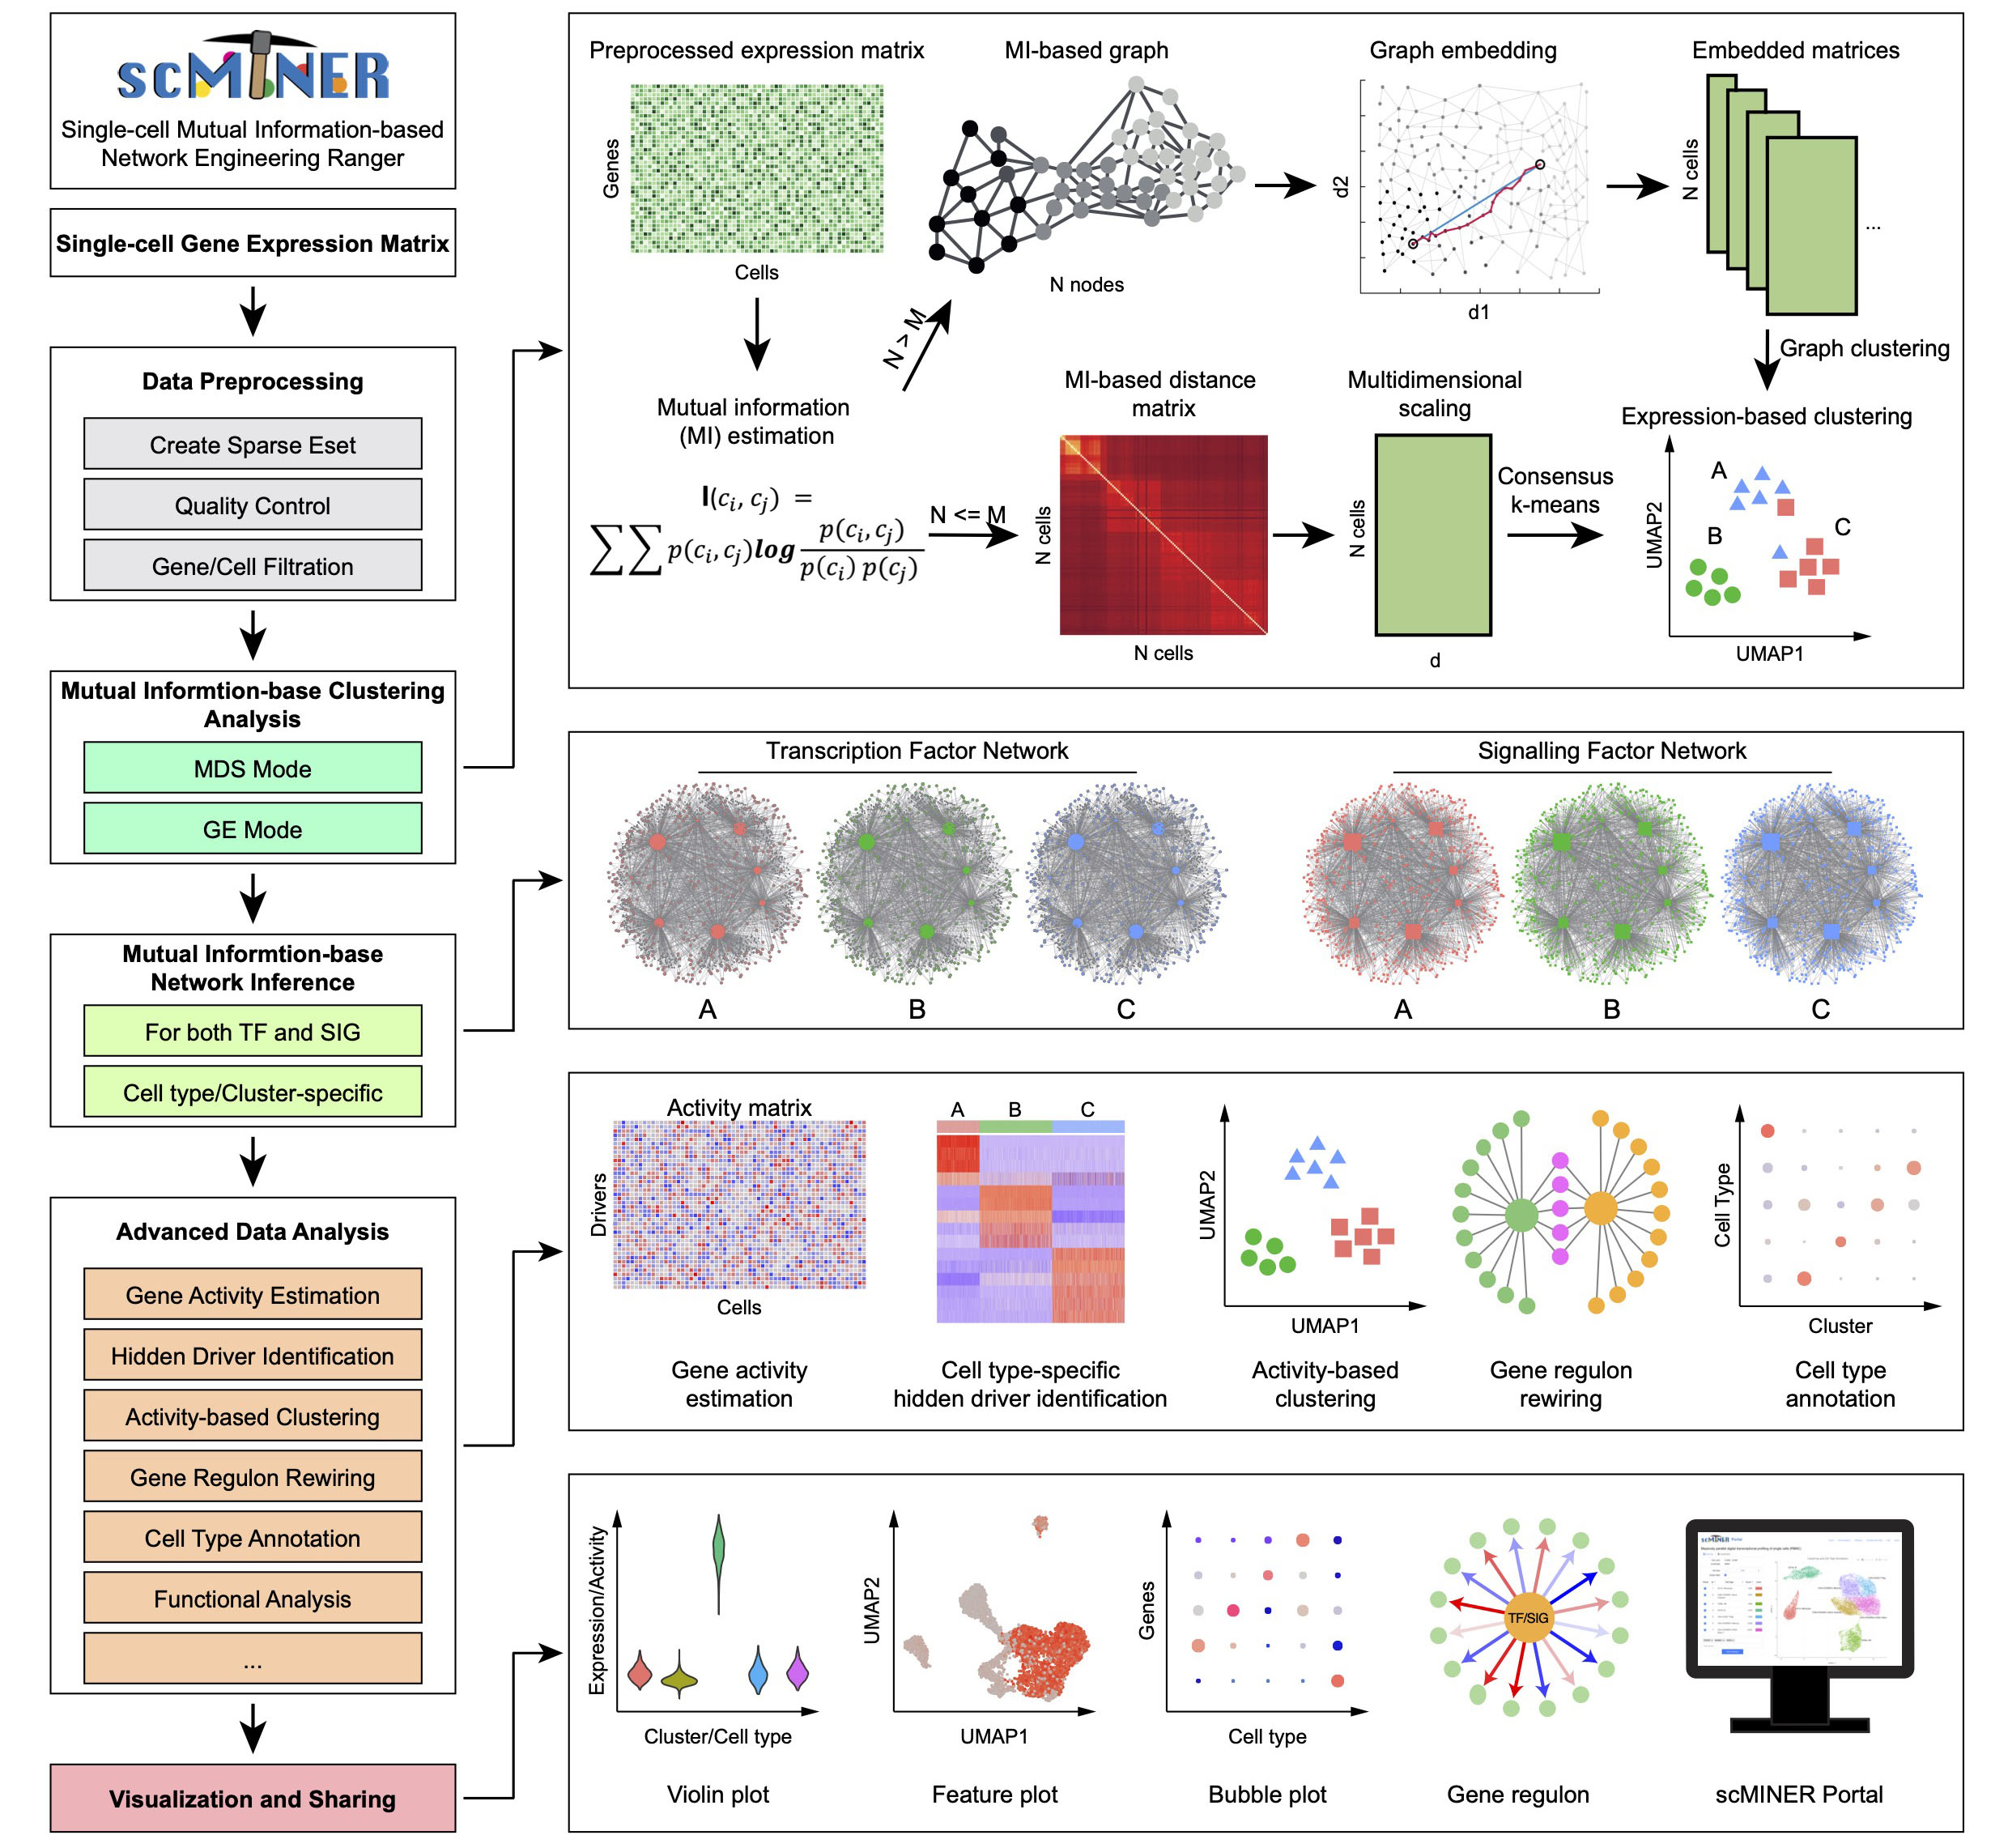 scMINER
Single-cell Mutual Information-based
Network Engineering Ranger
Single-cell Gene Expression Matrix
Data Preprocessing
Create Sparse Eset
Quality Control
Gene/Cell Filtration
Mutual Informtion-base Clustering
Analysis
MDS Mode
GE Mode
Mutual Informtion-base
Network Inference
For both TF and SIG
Cell type/Cluster-specific
Advanced Data Analysis
Gene Activity Estimation
Hidden Driver Identification
Activity-based Clustering
Gene Regulon Rewiring
Cell Type Annotation
Functional Analysis
...
Visualization and Sharing
Preprocessed expression matrix
Genes
Cells
MI-based graph
N nodes
Graph embedding
d2
d1
Embedded matrices
N cells
...
Graph clustering
N > M
Mutual information
(MI) estimation
I(c_i, c_j) =
∑∑ p(c_i, c_j) log p(c_i, c_j) / p(c_i) p(c_j)
N <= M
MI-based distance
matrix
N cells
N cells
Multidimensional
scaling
N cells
d
Consensus
k-means
Expression-based clustering
A
B
C
UMAP2
UMAP1
Transcription Factor Network
A
B
C
Signalling Factor Network
A
B
C
Activity matrix
Drivers
Cells
Gene activity
estimation
A
B
C
Cell type-specific
hidden driver identification
UMAP2
UMAP1
Activity-based
clustering
Gene regulon
rewiring
Cell Type
Cluster
Cell type
annotation
Expression/Activity
Cluster/Cell type
Violin plot
UMAP2
UMAP1
Feature plot
Genes
Cell type
Bubble plot
TF/SIG
Gene regulon
scMINER Portal